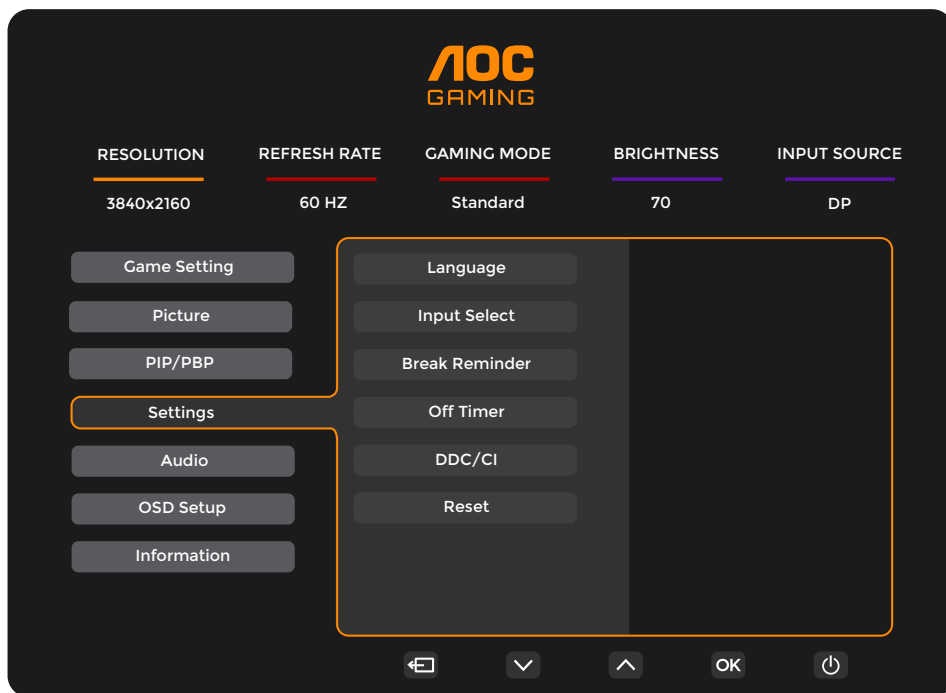 AOC
GAMING
RESOLUTION REFRESH RATE GAMING MODE BRIGHTNESS INPUT SOURCE
3840x2160 60 HZ Standard 70 DP
Game Setting
Picture
PIP/PBP
Settings
Audio
OSD Setup
Information
Language
Input Select
Break Reminder
Off Timer
DDC/CI
Reset
OK